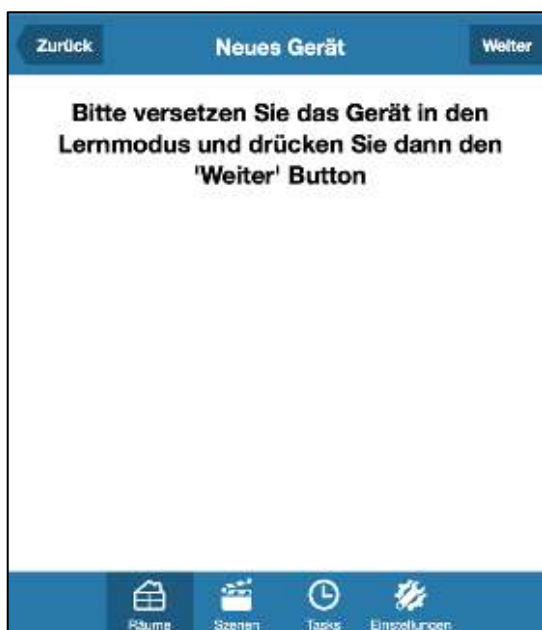 Zurück Neues Gerät Weiter
Bitte versetzen Sie das Gerät in den
Lernmodus und drücken Sie dann den
'Weiter' Button
Räume Szenen Tasks Einstellungen